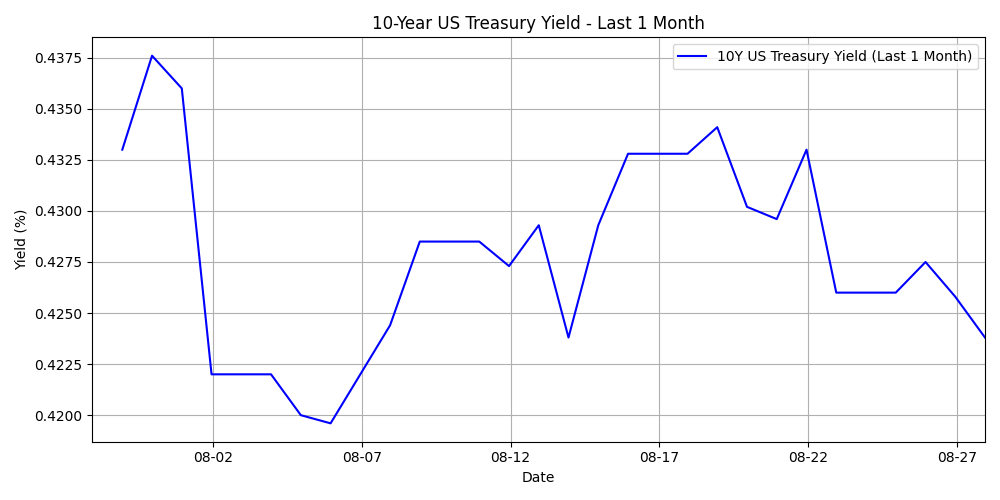 10-Year US Treasury Yield - Last 1 Month
10Y US Treasury Yield (Last 1 Month)
Yield (%)
0.4375
0.4350
0.4325
0.4300
0.4275
0.4250
0.4225
0.4200
08-02 08-07 08-12 08-17 08-22 08-27
Date